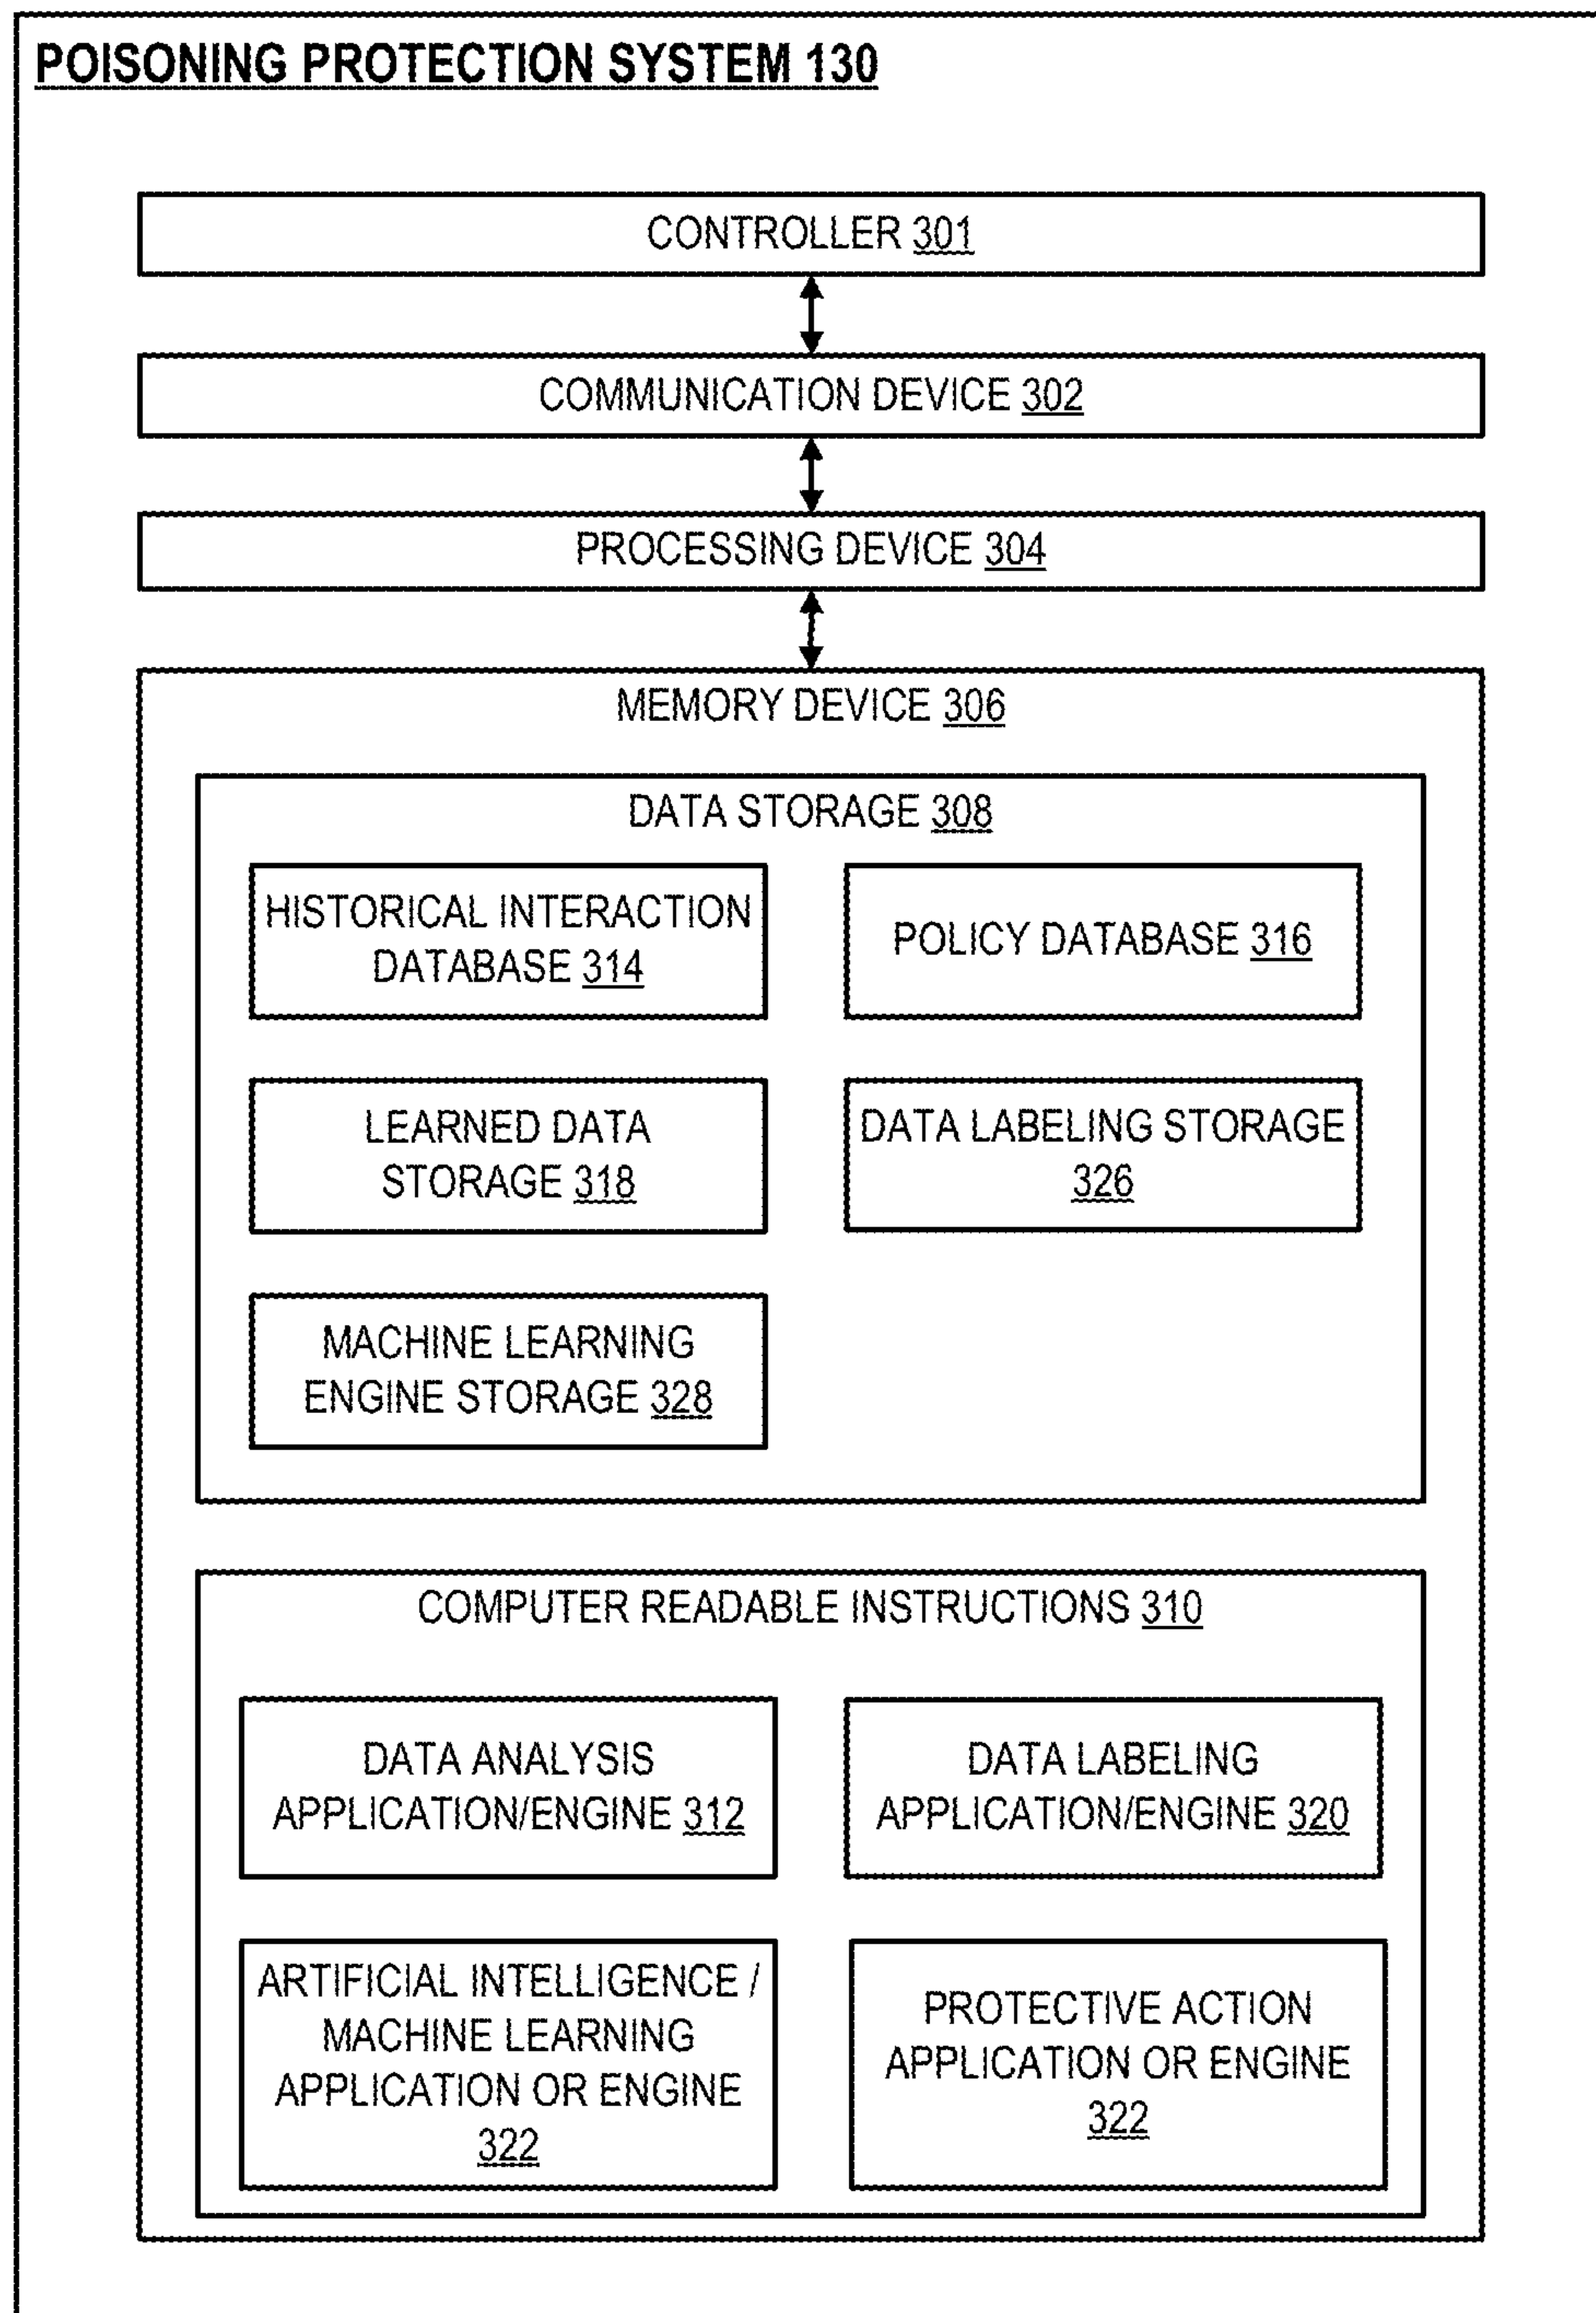 POISONING PROTECTION SYSTEM 130
CONTROLLER 301
COMMUNICATION DEVICE 302
PROCESSING DEVICE 304
MEMORY DEVICE 306
DATA STORAGE 308
HISTORICAL INTERACTION
DATABASE 314
POLICY DATABASE 316
LEARNED DATA
STORAGE 318
DATA LABELING STORAGE
326
MACHINE LEARNING
ENGINE STORAGE 328
COMPUTER READABLE INSTRUCTIONS 310
DATA ANALYSIS
APPLICATION/ENGINE 312
DATA LABELING
APPLICATION/ENGINE 320
ARTIFICIAL INTELLIGENCE /
MACHINE LEARNING
APPLICATION OR ENGINE
322
PROTECTIVE ACTION
APPLICATION OR ENGINE
322